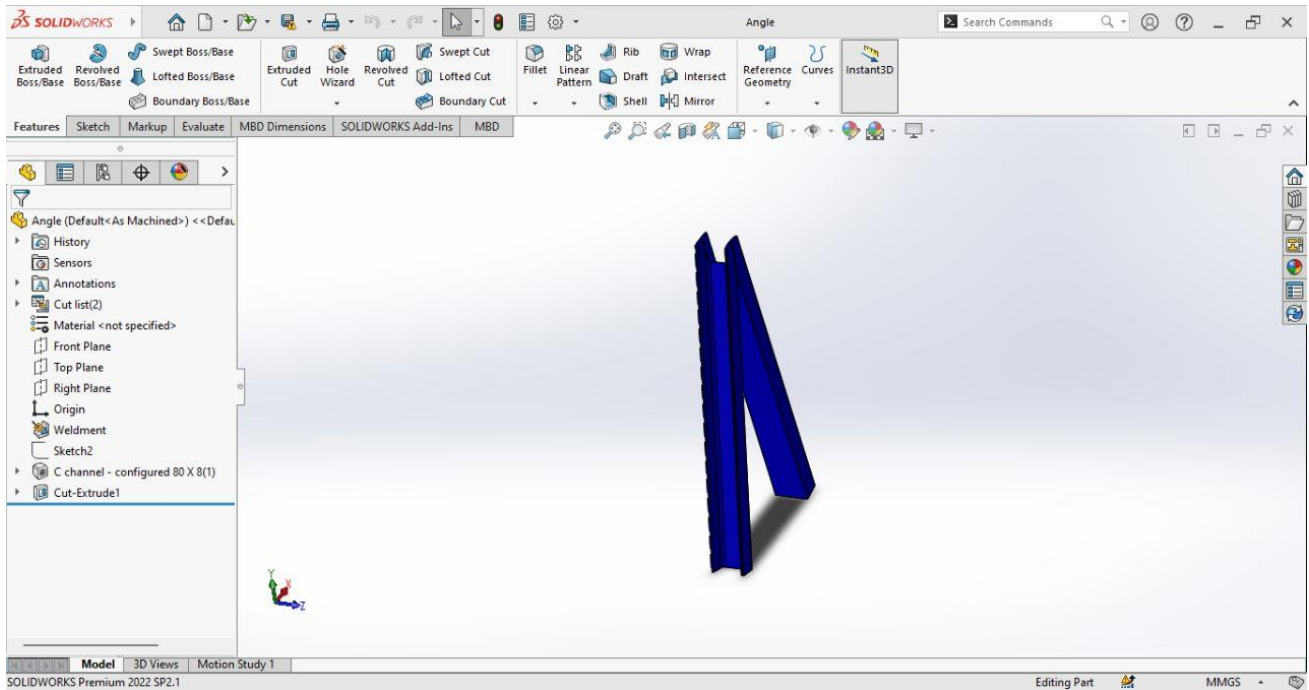 SOLIDWORKS
Angle
Search Commands
Extruded Boss/Base
Revolved Boss/Base
Swept Boss/Base
Lofted Boss/Base
Boundary Boss/Base
Extruded Cut
Hole Wizard
Revolved Cut
Swept Cut
Lofted Cut
Boundary Cut
Fillet
Linear Pattern
Rib
Draft
Shell
Wrap
Intersect
Mirror
Reference Geometry
Curves
Instant3D
Features Sketch Markup Evaluate MBD Dimensions SOLIDWORKS Add-Ins MBD
Angle (Default<As Machined>) <<Defau
History
Sensors
Annotations
Cut list(2)
Material <not specified>
Front Plane
Top Plane
Right Plane
Origin
Weldment
Sketch2
C channel - configured 80 X 8(1)
Cut-Extrude1
Y
X
Z
Model 3D Views Motion Study 1
SOLIDWORKS Premium 2022 SP2.1 Editing Part MMGS